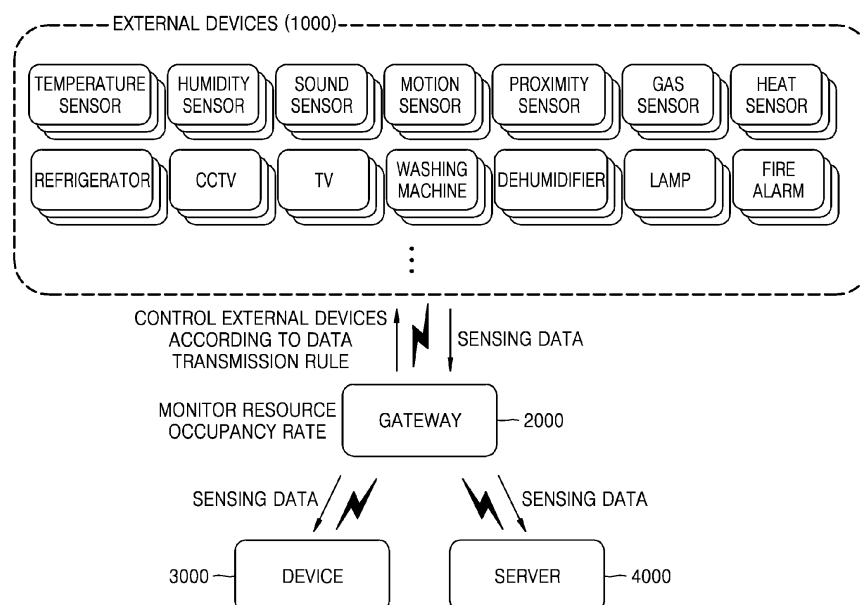 EXTERNAL DEVICES (1000)
TEMPERATURE
SENSOR
HUMIDITY
SENSOR
SOUND
SENSOR
MOTION
SENSOR
PROXIMITY
SENSOR
GAS
SENSOR
HEAT
SENSOR
REFRIGERATOR
CCTV
TV
WASHING
MACHINE
DEHUMIDIFIER
LAMP
FIRE
ALARM
CONTROL EXTERNAL DEVICES
ACCORDING TO DATA
TRANSMISSION RULE
SENSING DATA
MONITOR RESOURCE
OCCUPANCY RATE
GATEWAY
2000
SENSING DATA
SENSING DATA
3000
DEVICE
SERVER
4000